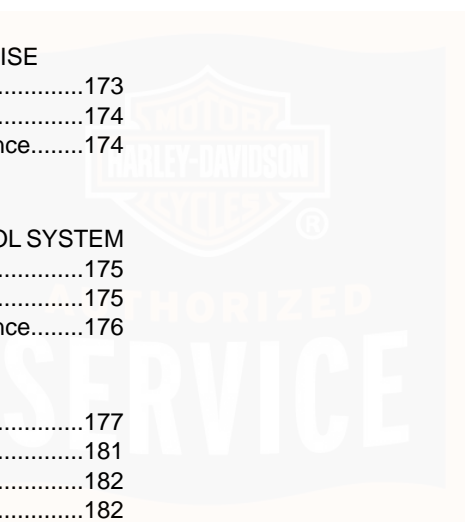 ISE
.............173
.............174
nce........174
MOTOR
HARLEY-DAVIDSON
CYCLES
®
OL SYSTEM
.............175
.............175
AUTHORIZED
nce........176
SERVICE
.............177
.............181
.............182
.............182